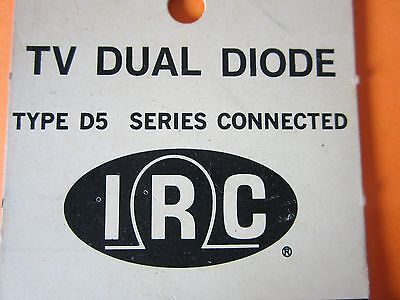 TV DUAL DIODE
TYPE D5 SERIES CONNECTED
IRC
®